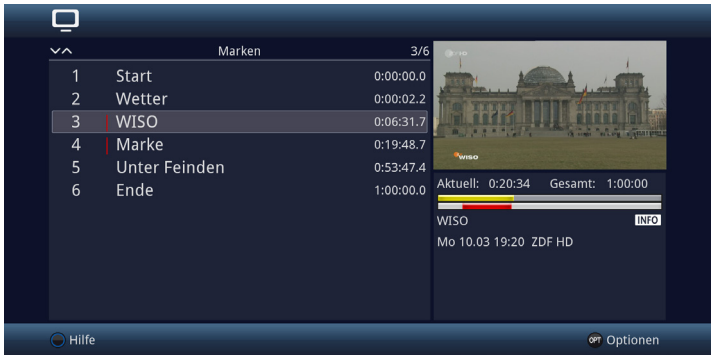 Marken 3/6
1 Start 0:00:00.0
2 Wetter 0:00:02.2
3 WISO 0:06:31.7
4 Marke 0:19:48.7
5 Unter Feinden 0:53:47.4
6 Ende 1:00:00.0
WISO
Aktuell: 0:20:34 Gesamt: 1:00:00
WISO INFO
Mo 10.03 19:20 ZDF HD
Hilfe
OPT Optionen